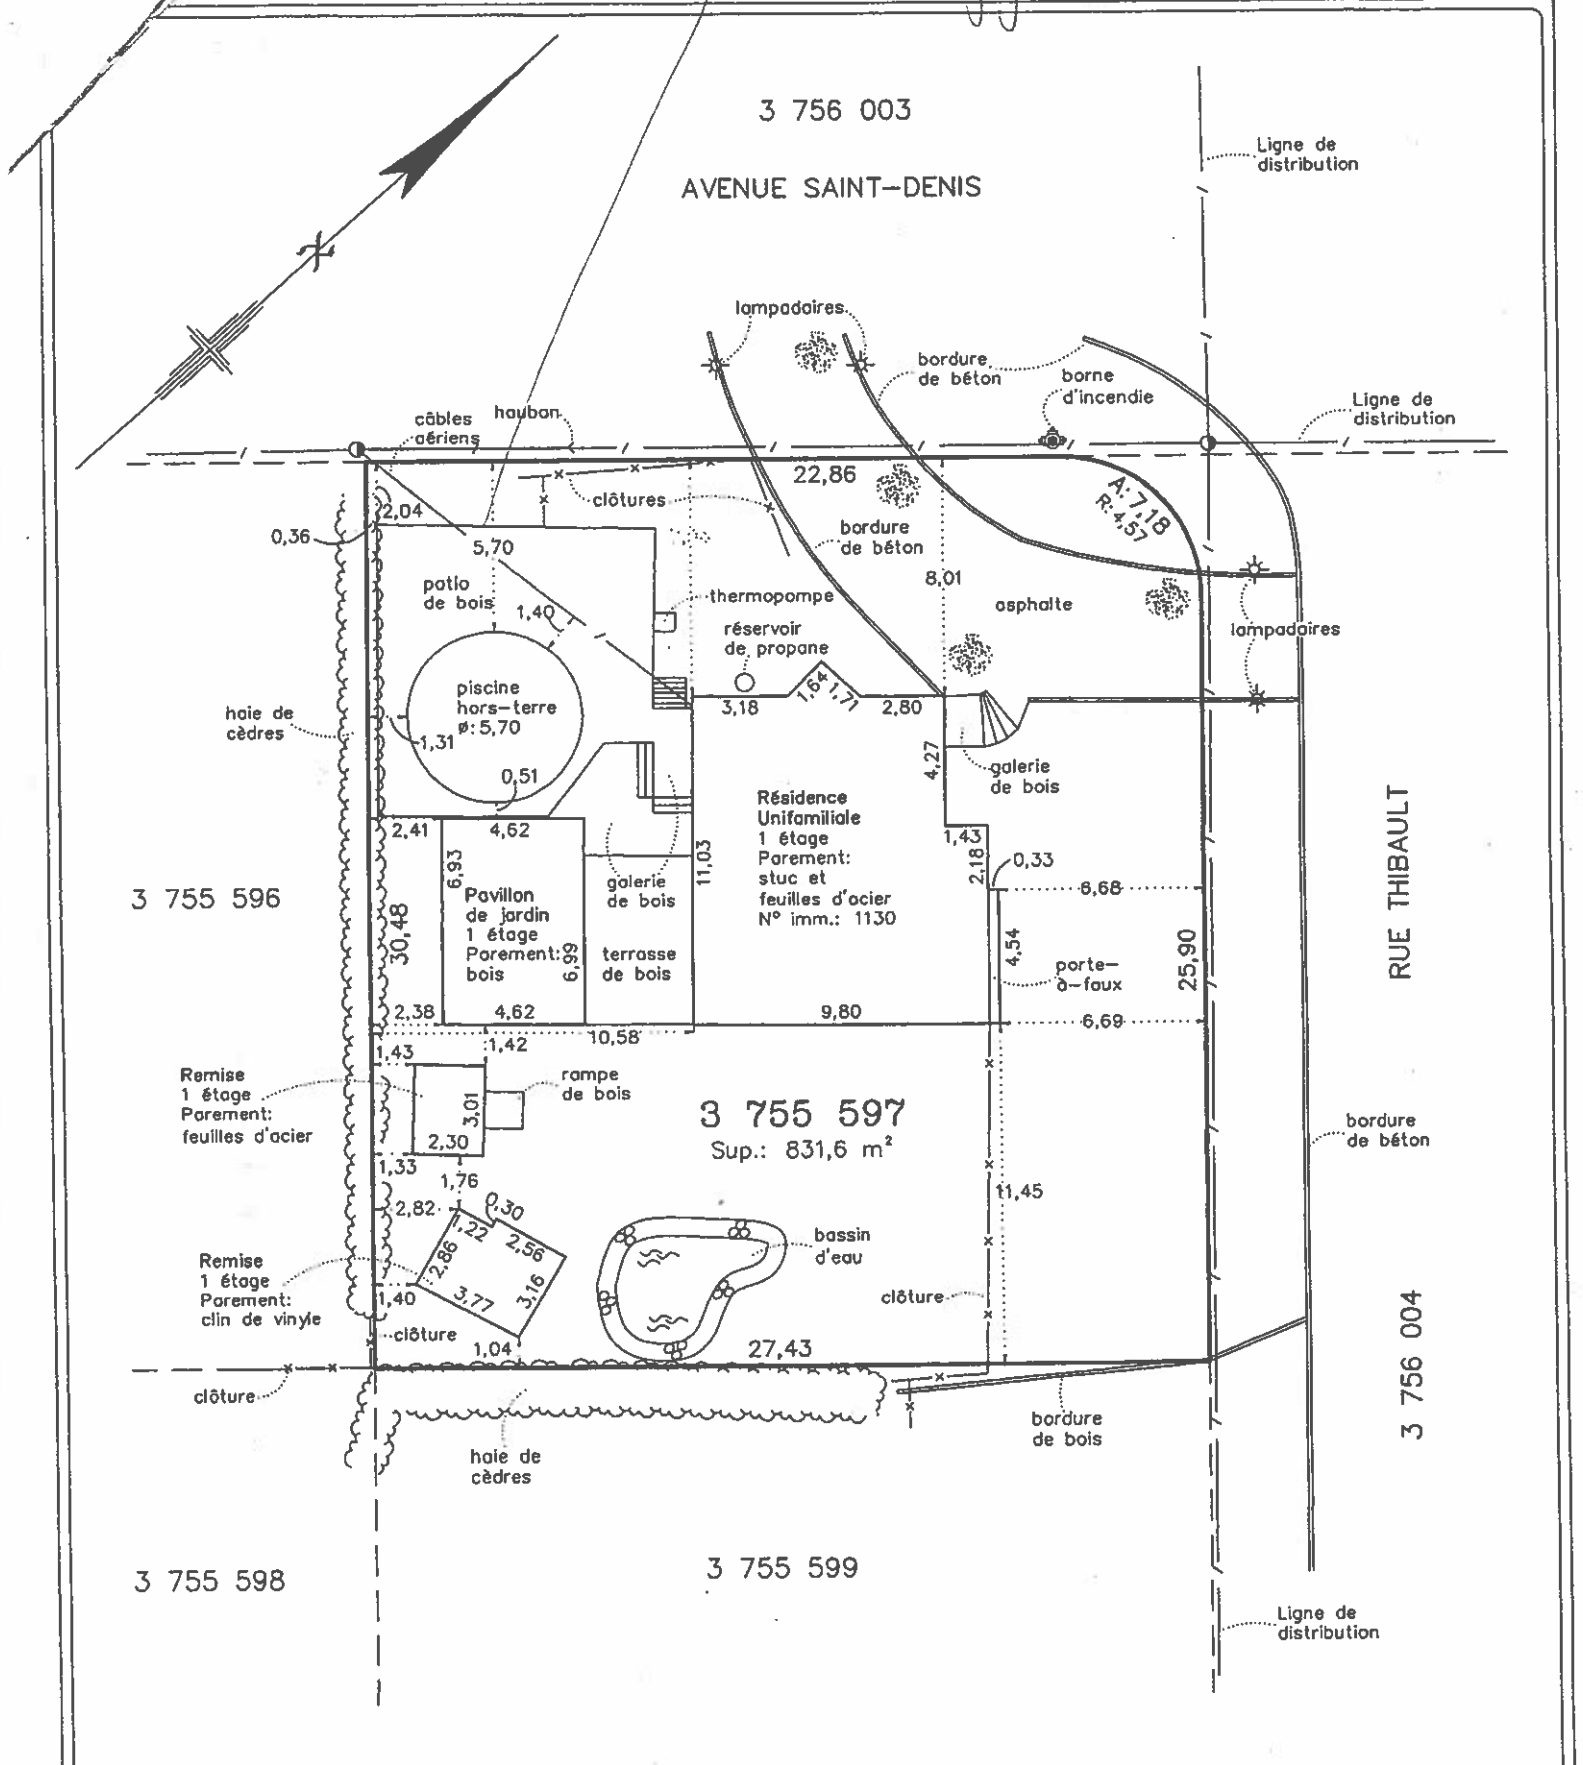 3 756 003
AVENUE SAINT-DENIS
Ligne de
distribution
lampadaires
bordure
de béton
borne
d'incendie
Ligne de
distribution
câbles
aériens
hauban
22,86
clôtures
A: 7,18
R: 4,57
2,04
0,36
5,70
bordure
de béton
8,01
patio
de bois
1,40
thermopompe
asphalte
réservoir
de propane
lampadaires
piscine
hors-terre
ø: 5,70
1,64
1,71
3,18
2,80
haie de
cèdres
1,31
4,27
galerie
de bois
0,51
Résidence
Unifamiliale
1 étage
Parement:
stuc et
feuilles d'acier
N° imm.: 1130
2,41
4,62
1,43
2,18
0,33
6,93
11,03
6,68
RUE THIBAULT
3 755 596
Pavillon
de jardin
1 étage
Parement:
bois
galerie
de bois
30,48
6,99
terrasse
de bois
4,54
porte-
à-faux
25,90
2,38
4,62
9,80
6,69
10,58
1,42
1,43
Remise
1 étage
Parement:
feuilles d'acier
rampe
de bois
3,01
2,30
3 755 597
Sup.: 831,6 m²
bordure
de béton
1,33
1,76
11,45
2,82
0,30
1,22
2,56
2,86
bassin
d'eau
Remise
1 étage
Parement:
clin de vinyle
3,16
3,77
1,40
clôture
clôture
1,04
27,43
3 756 004
clôture
bordure
de bois
haie de
cèdres
3 755 598
3 755 599
Ligne de
distribution